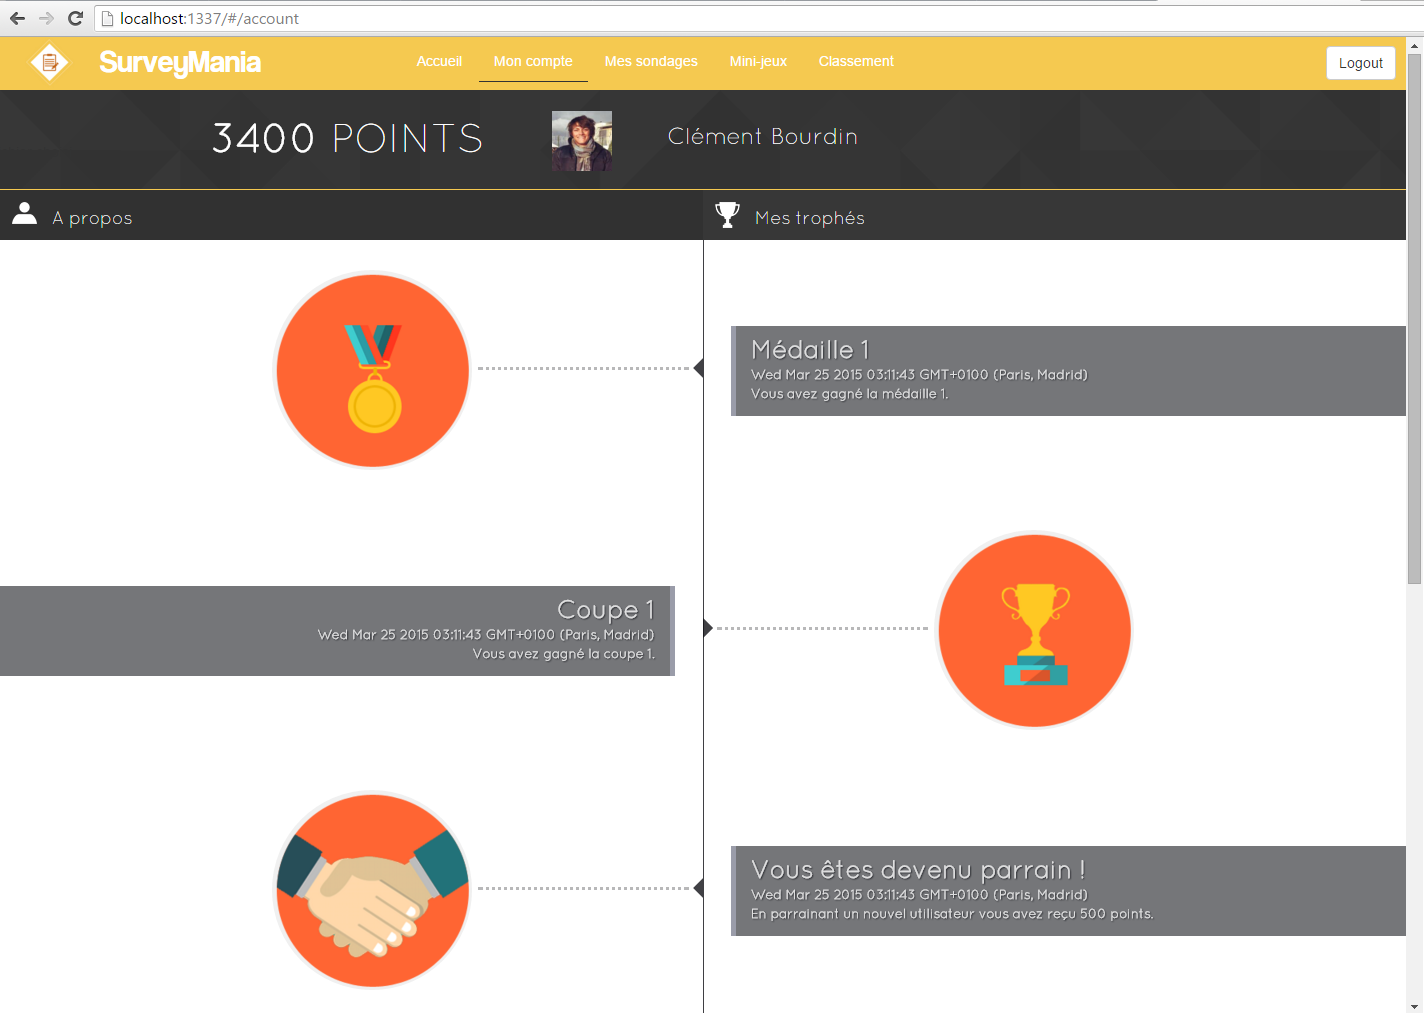 localhost:1337/#/account
SurveyMania
Accueil Mon compte Mes sondages Mini-jeux Classement
Logout
3400 POINTS
Clément Bourdin
A propos
Mes trophés
Médaille 1
Wed Mar 25 2015 03:11:43 GMT+0100 (Paris, Madrid)
Vous avez gagné la médaille 1.
Coupe 1
Wed Mar 25 2015 03:11:43 GMT+0100 (Paris, Madrid)
Vous avez gagné la coupe 1.
Vous êtes devenu parrain !
Wed Mar 25 2015 03:11:43 GMT+0100 (Paris, Madrid)
En parrainant un nouvel utilisateur vous avez reçu 500 points.